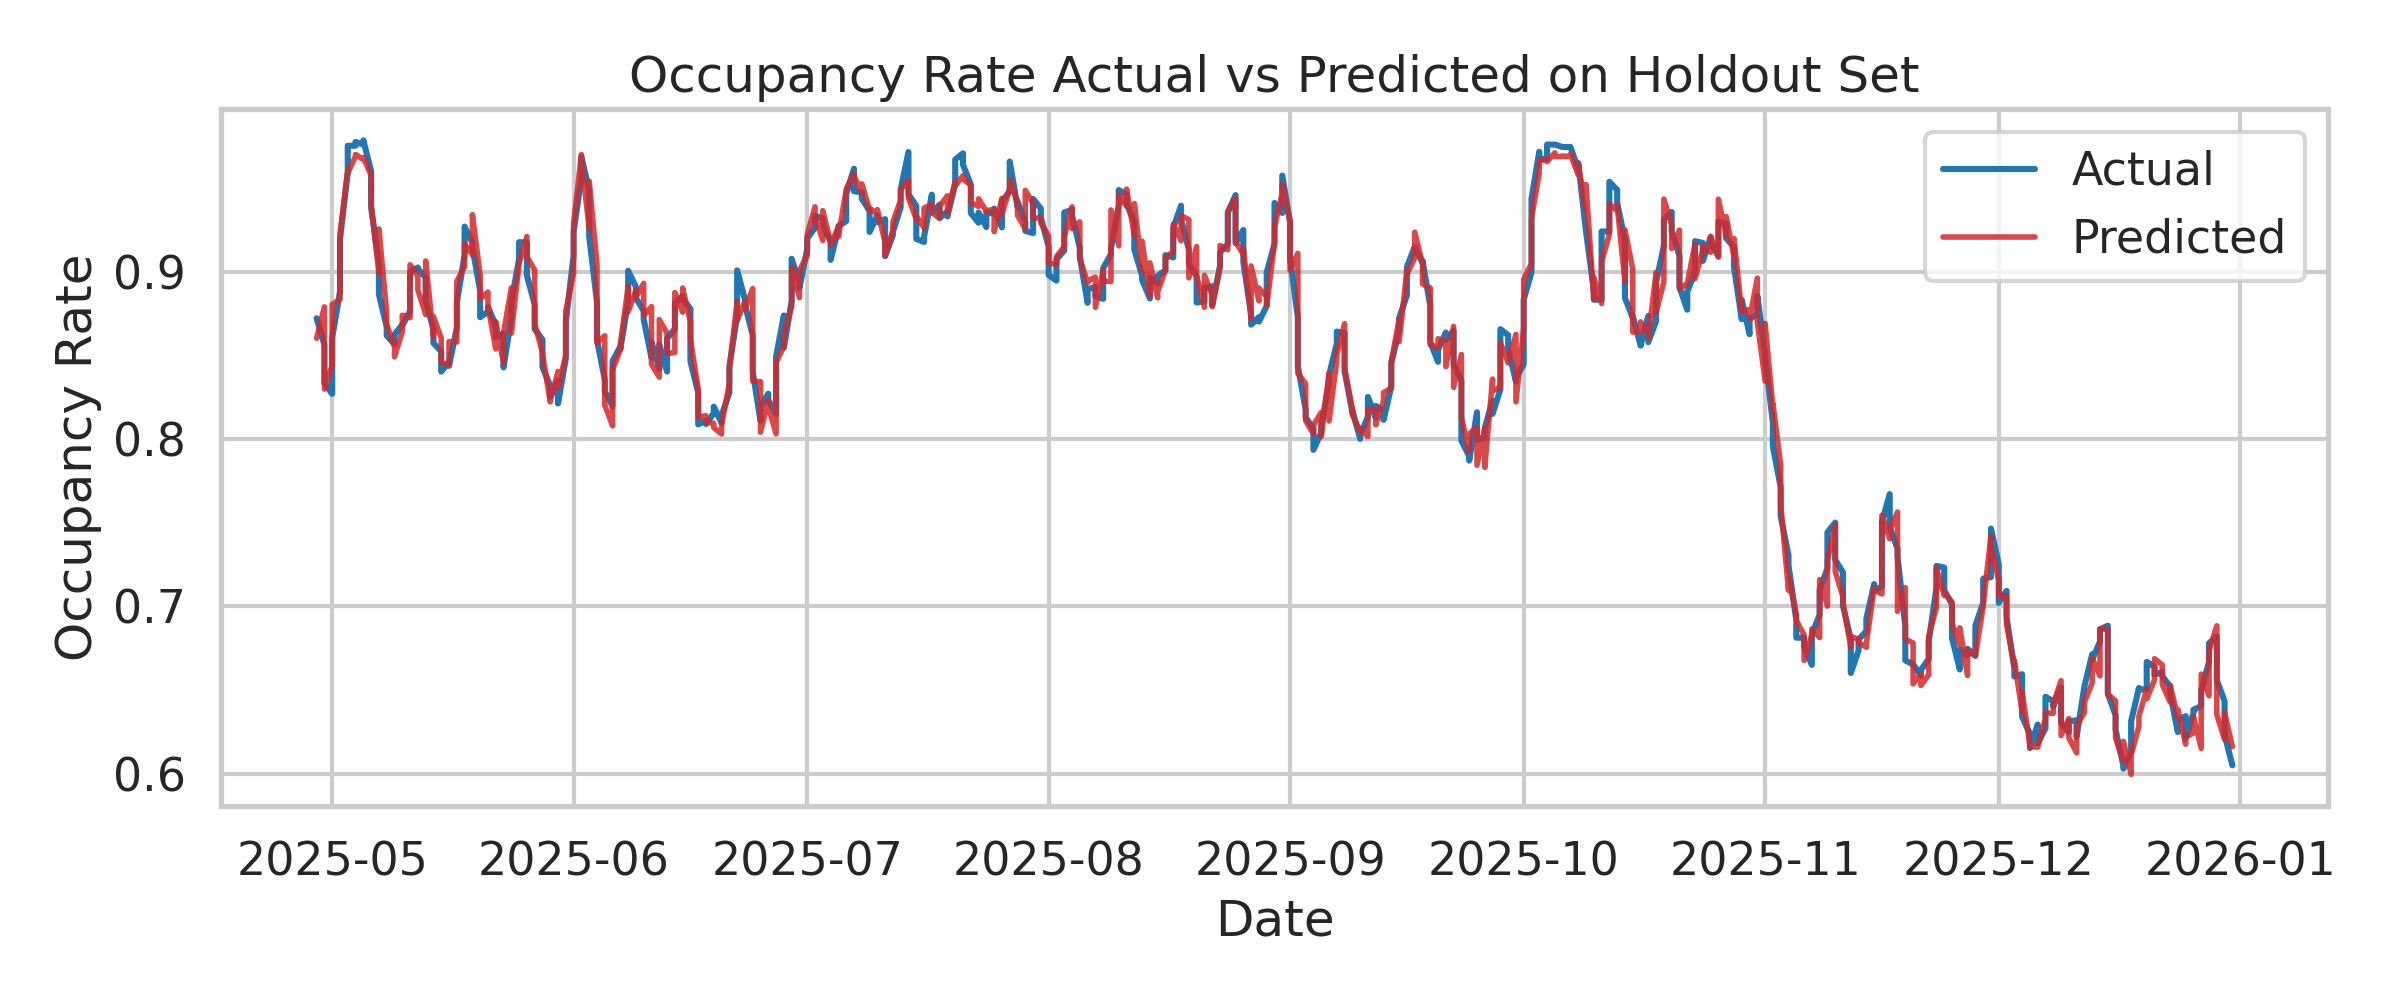 Occupancy Rate Actual vs Predicted on Holdout Set
Actual
Predicted
Occupancy Rate
0.9
0.8
0.7
0.6
2025-05 2025-06 2025-07 2025-08 2025-09 2025-10 2025-11 2025-12 2026-01
Date